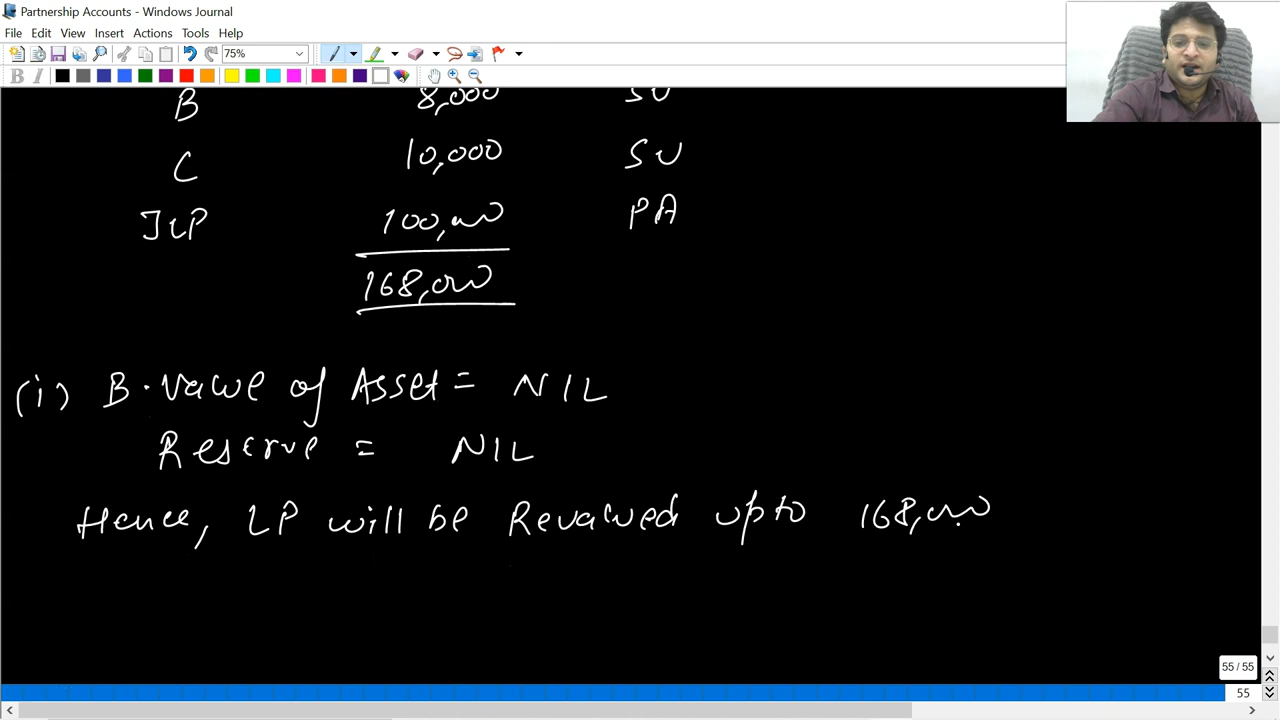 Partnership Accounts - Windows Journal
File Edit View Insert Actions Tools Help
75%
B 8,000 SV
C 10,000 SV
JLP 100,000 PA
168,000
(i) B. Value of Asset = NIL
Reserve = NIL
Hence, LP will be Revalued upto 168,000
55 / 55
55